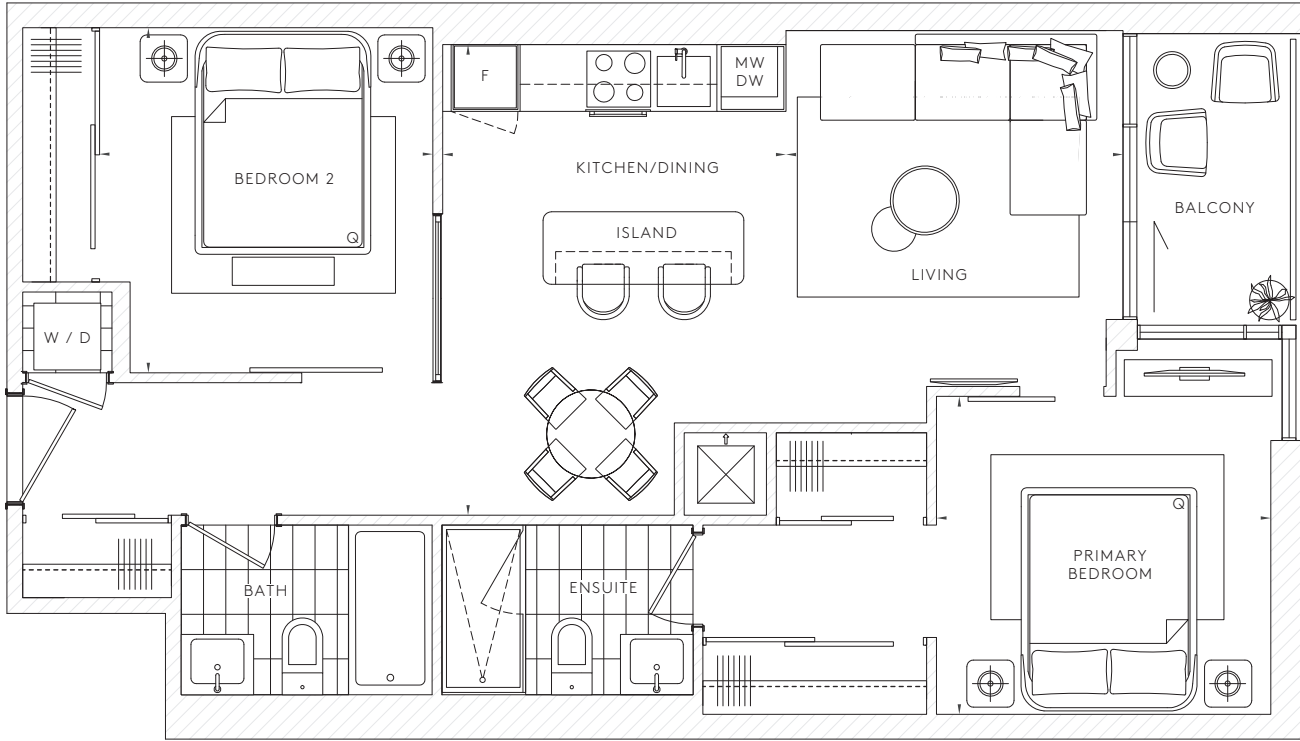 F
MW
DW
BEDROOM 2
KITCHEN/DINING
ISLAND
BALCONY
LIVING
W / D
Q
Q
PRIMARY
BEDROOM
BATH
ENSUITE